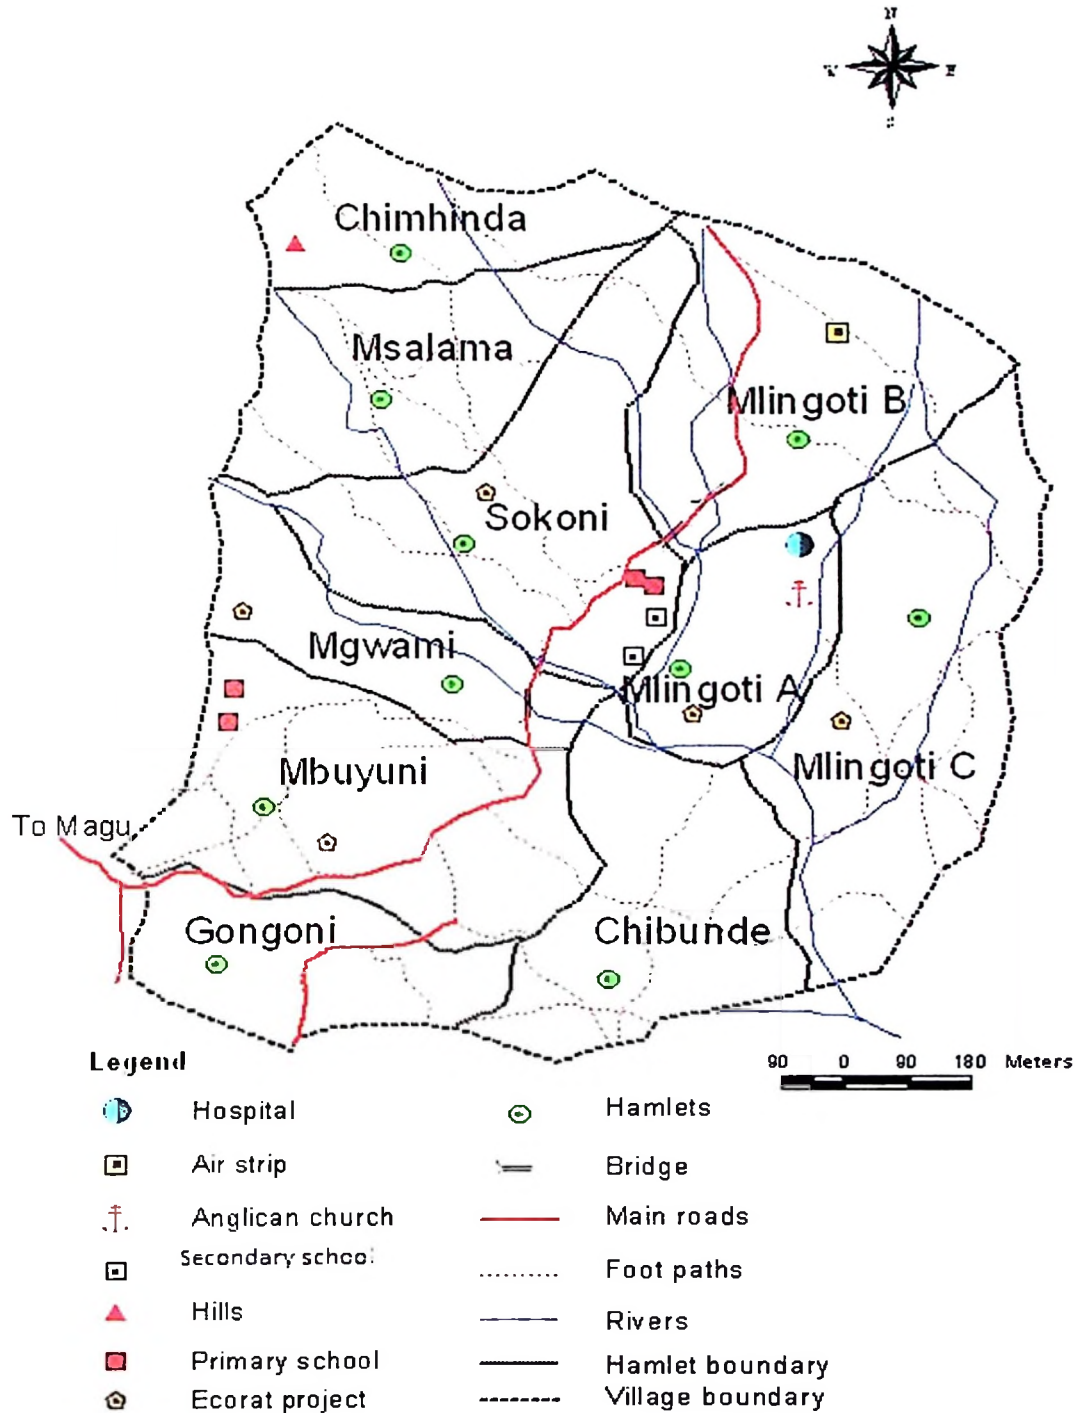 N
W E
S
Chimhinda
Msalama
Mlingoti B
Sokoni
Mgwami
Mlingoti A
Mbuyuni
Mlingoti C
To Magu
Gongoni
Chibunde
Legend
90 0 90 180 Meters
Hospital
Hamlets
Air strip
Bridge
Anglican church
Main roads
Secondary school
Foot paths
Hills
Rivers
Primary school
Hamlet boundary
Ecorat project
Village boundary